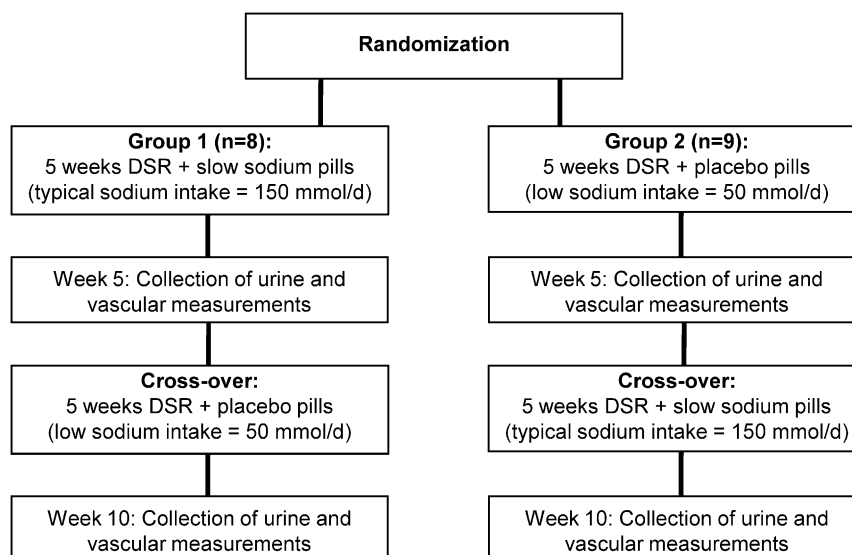 Randomization
Group 1 (n=8):
5 weeks DSR + slow sodium pills
(typical sodium intake = 150 mmol/d)
Week 5: Collection of urine and
vascular measurements
Cross-over:
5 weeks DSR + placebo pills
(low sodium intake = 50 mmol/d)
Week 10: Collection of urine and
vascular measurements
Group 2 (n=9):
5 weeks DSR + placebo pills
(low sodium intake = 50 mmol/d)
Week 5: Collection of urine and
vascular measurements
Cross-over:
5 weeks DSR + slow sodium pills
(typical sodium intake = 150 mmol/d)
Week 10: Collection of urine and
vascular measurements